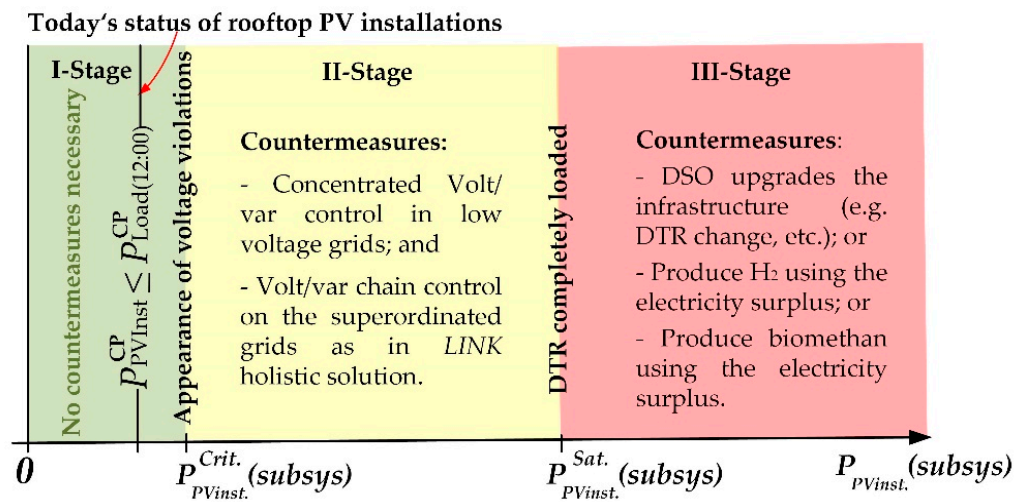 Today's status of rooftop PV installations
I-Stage
No countermeasures necessary
P^CP_PVInst ≤ P^CP_Load(12:00)
Appearance of voltage violations
II-Stage
Countermeasures:
- Concentrated Volt/
var control in low
voltage grids; and
- Volt/var chain control
on the superordinated
grids as in LINK
holistic solution.
DTR completely loaded
III-Stage
Countermeasures:
- DSO upgrades the
infrastructure (e.g.
DTR change, etc.); or
- Produce H₂ using the
electricity surplus; or
- Produce biomethan
using the electricity
surplus.
0
P^Crit._PVinst.(subsys)
P^Sat._PVinst.(subsys)
P_PVinst.(subsys)